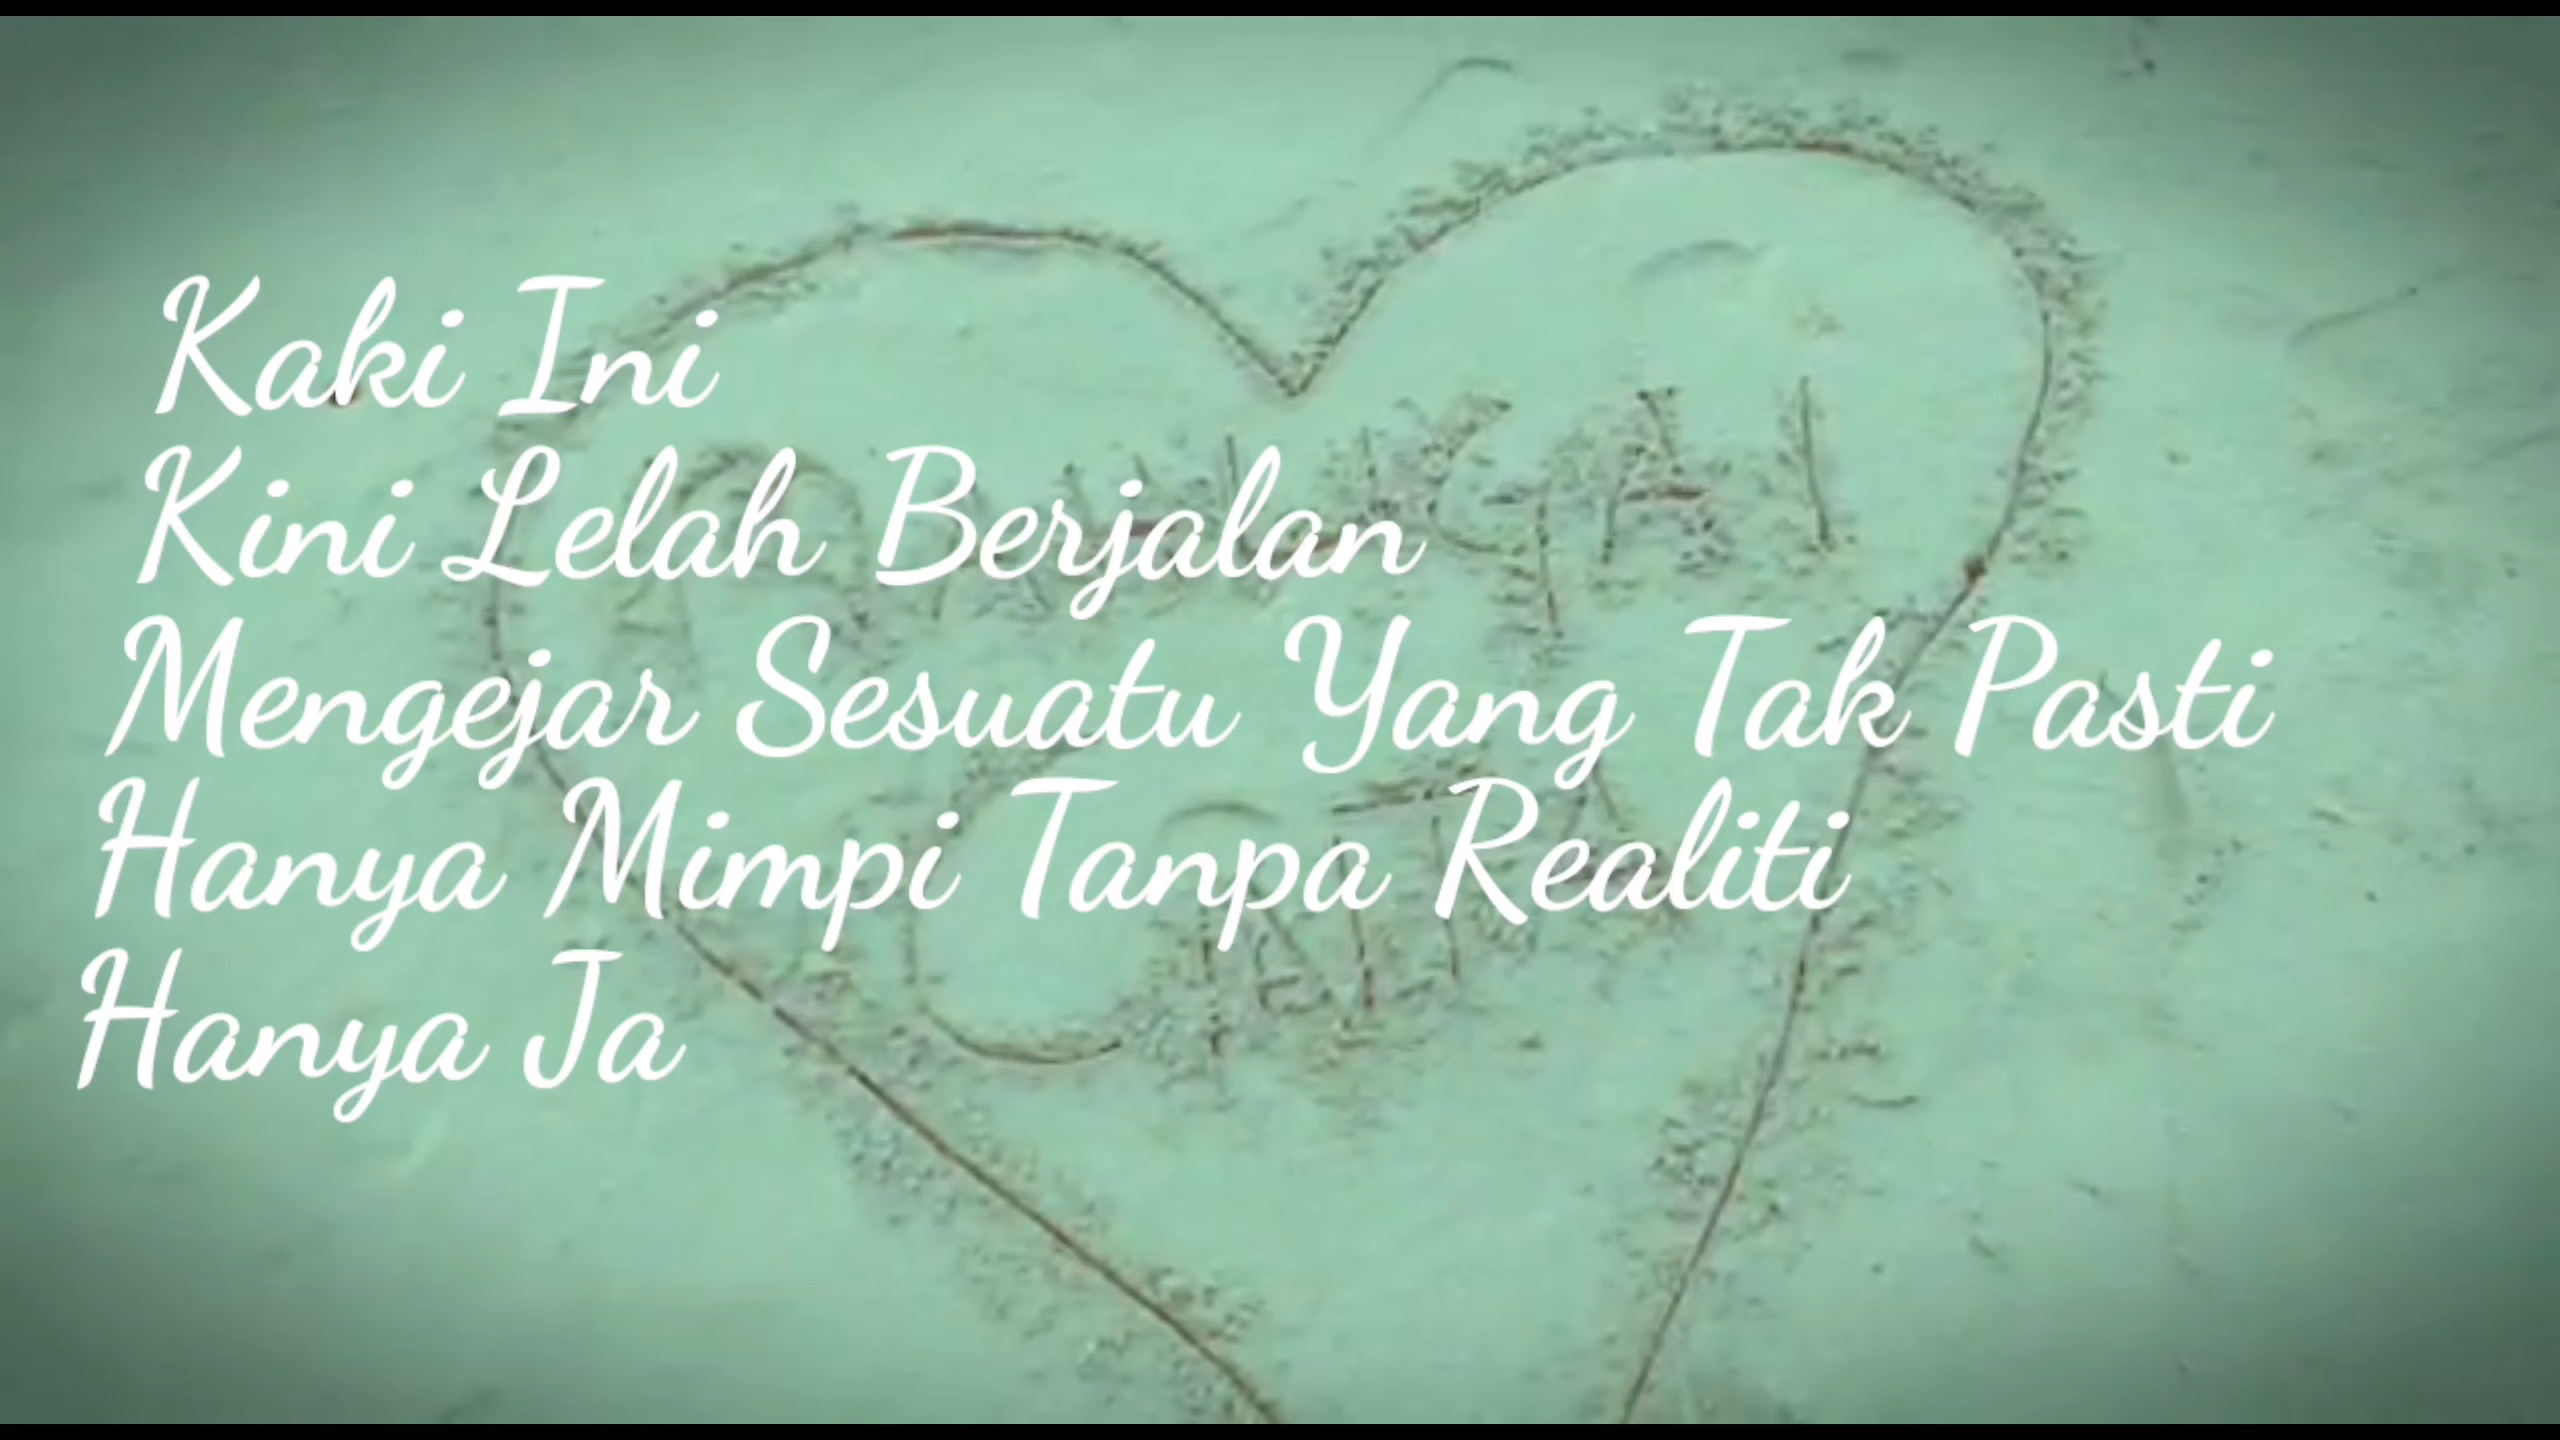 Kaki Ini
Kini Lelah Berjalan
Mengejar Sesuatu Yang Tak Pasti
Hanya Mimpi Tanpa Realiti
Hanya Ja